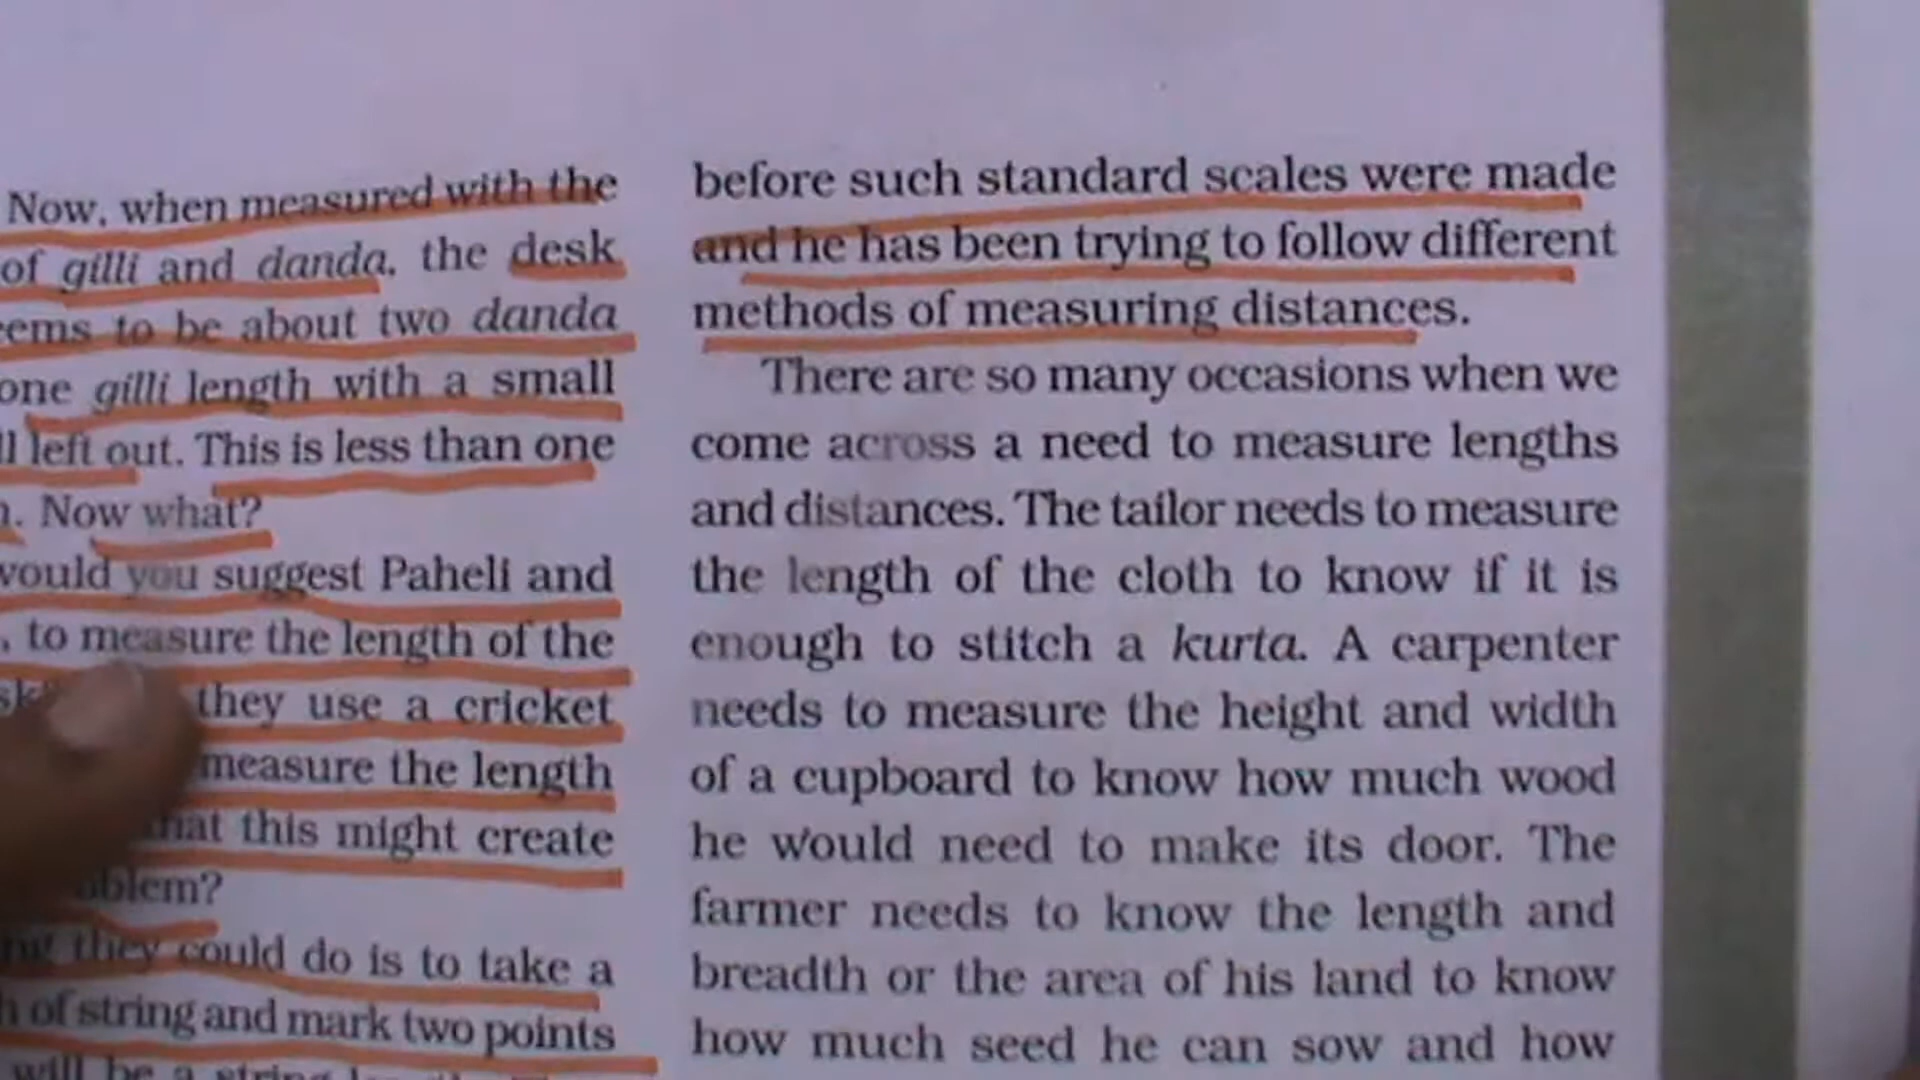 Now, when measured with the
of gilli and danda, the desk
to be about two danda
one gilli length with a small
left out. This is less than one
Now what?
would you suggest Paheli and
, to measure the length of the
they use a cricket
measure the length
this might create
they could do is to take a
of string and mark two points
will be a string
before such standard scales were made
and he has been trying to follow different
methods of measuring distances.
There are so many occasions when we
come across a need to measure lengths
and distances. The tailor needs to measure
the length of the cloth to know if it is
enough to stitch a kurta. A carpenter
needs to measure the height and width
of a cupboard to know how much wood
he would need to make its door. The
farmer needs to know the length and
breadth or the area of his land to know
how much seed he can sow and how